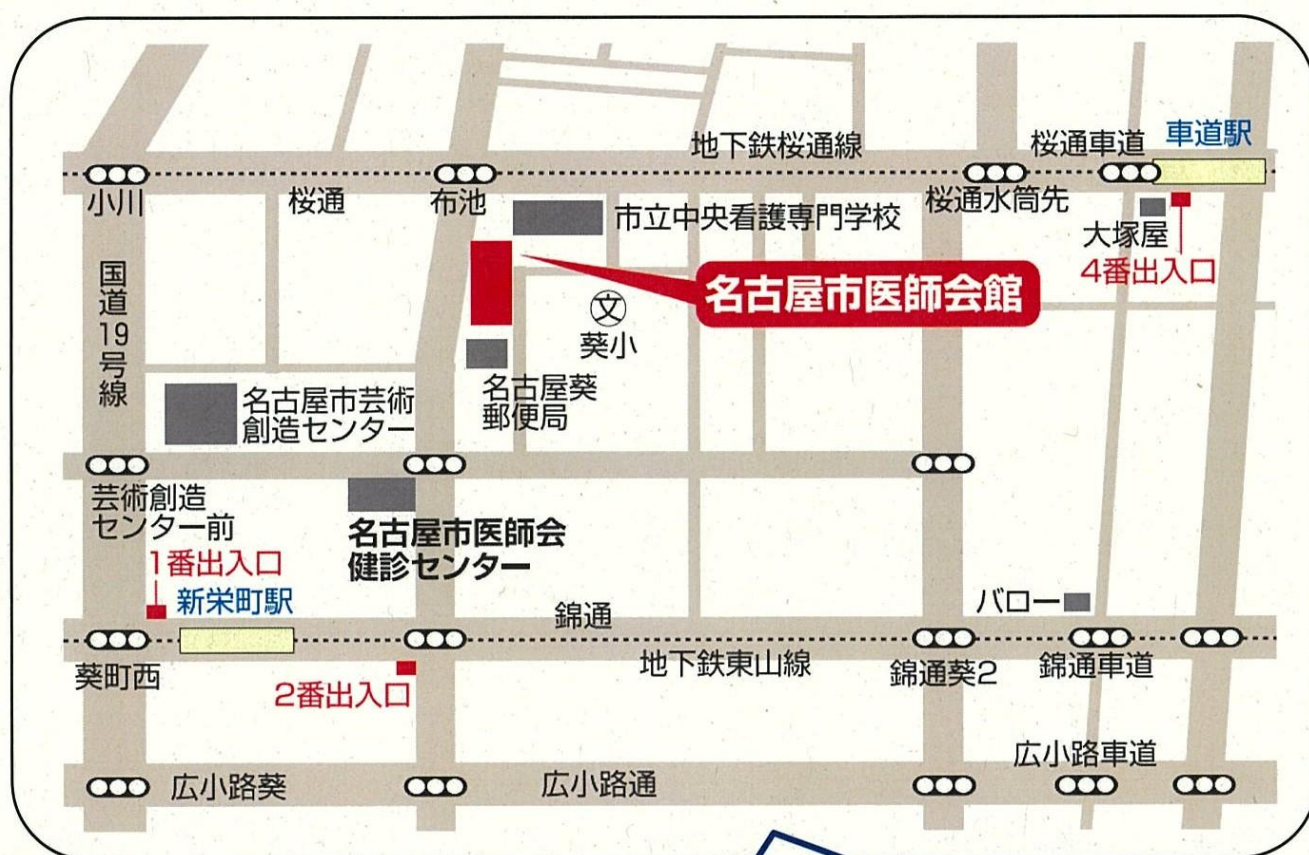 地下鉄桜通線
桜通車道
車道駅
小川
桜通
布池
市立中央看護専門学校
桜通水筒先
大塚屋
4番出入口
国道19号線
名古屋市医師会館
文
葵小
名古屋葵
郵便局
名古屋市芸術
創造センター
芸術創造
センター前
名古屋市医師会
健診センター
1番出入口
新栄町駅
錦通
バロー
葵町西
2番出入口
地下鉄東山線
錦通葵2
錦通車道
広小路車道
広小路葵
広小路通